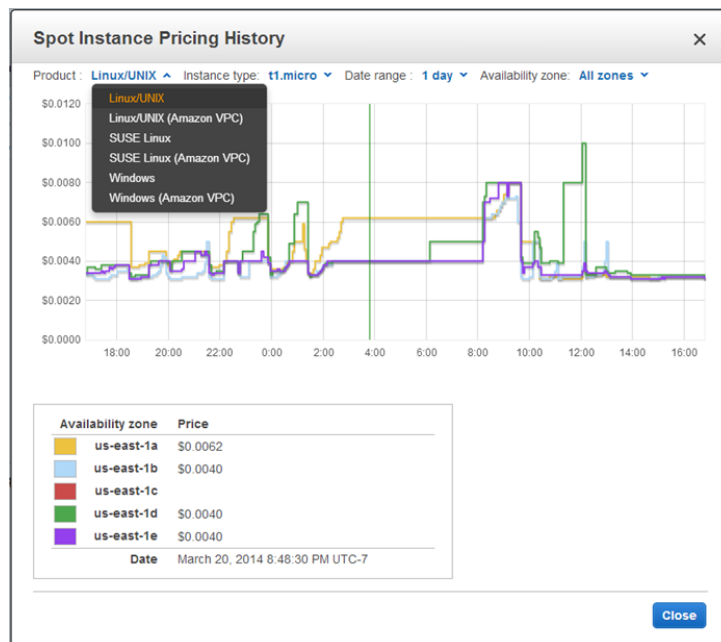 Spot Instance Pricing History
Product : Linux/UNIX Instance type: t1.micro Date range : 1 day Availability zone: All zones
Linux/UNIX
Linux/UNIX (Amazon VPC)
SUSE Linux
SUSE Linux (Amazon VPC)
Windows
Windows (Amazon VPC)
$0.0120
$0.0100
$0.0080
$0.0060
$0.0040
$0.0020
$0.0000
18:00 20:00 22:00 0:00 2:00 4:00 6:00 8:00 10:00 12:00 14:00 16:00
Availability zone Price
us-east-1a $0.0062
us-east-1b $0.0040
us-east-1c
us-east-1d $0.0040
us-east-1e $0.0040
Date March 20, 2014 8:48:30 PM UTC-7
Close